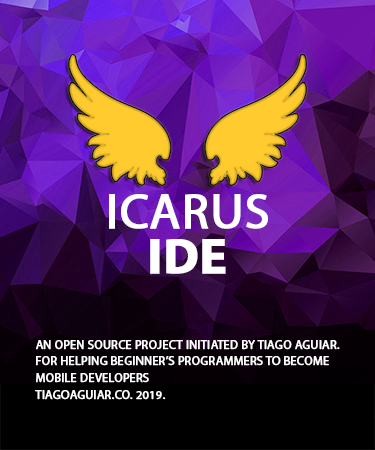 ICARUS
IDE
AN OPEN SOURCE PROJECT INITIATED BY TIAGO AGUIAR.
FOR HELPING BEGINNER'S PROGRAMMERS TO BECOME
MOBILE DEVELOPERS
TIAGOAGUIAR.CO. 2019.